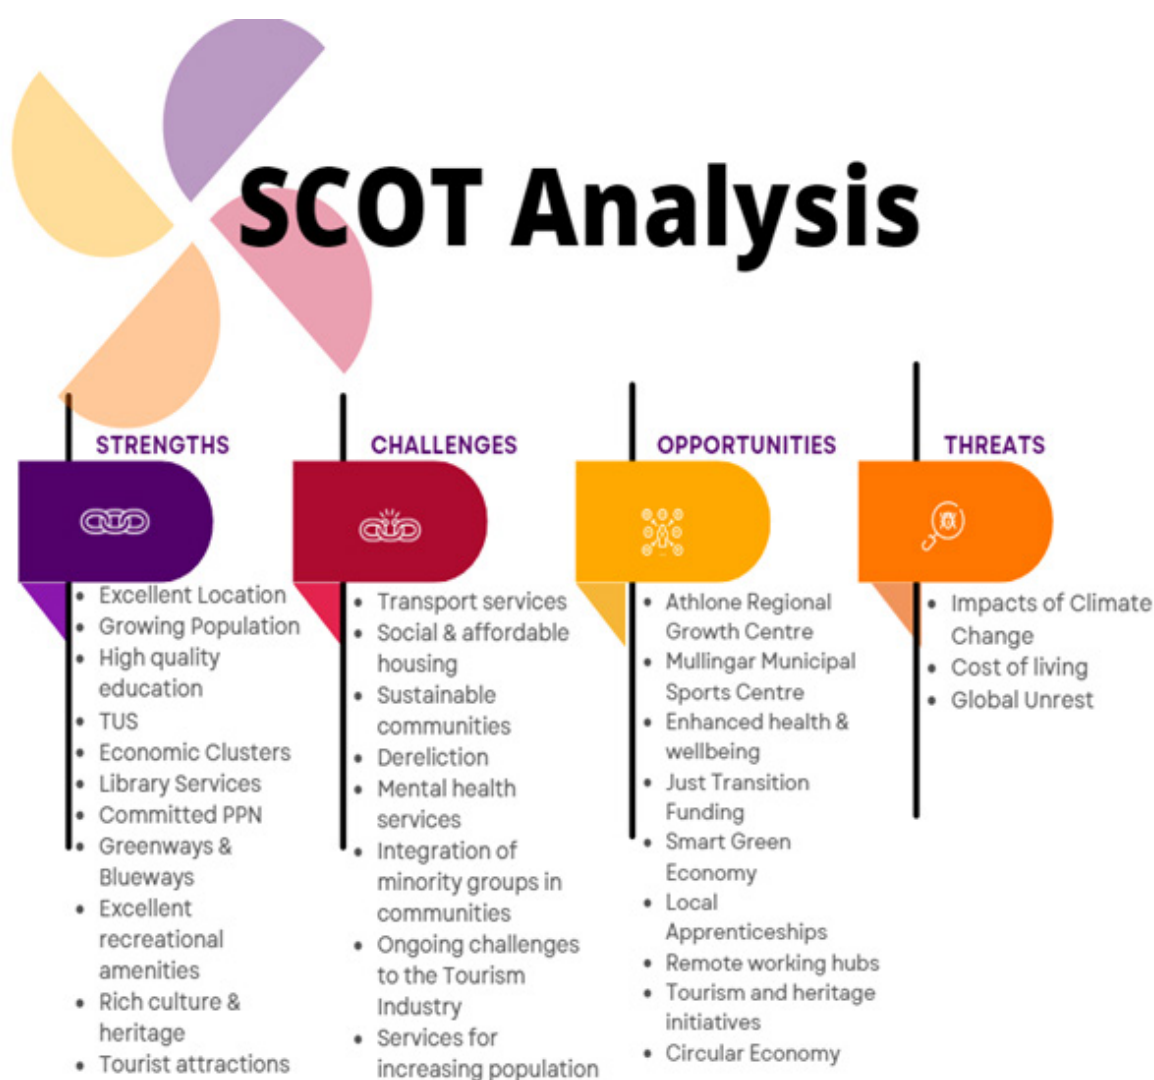 SCOT Analysis
STRENGTHS
• Excellent Location
• Growing Population
• High quality
education
• TUS
• Economic Clusters
• Library Services
• Committed PPN
• Greenways &
Blueways
• Excellent
recreational
amenities
• Rich culture &
heritage
• Tourist attractions
CHALLENGES
• Transport services
• Social & affordable
housing
• Sustainable
communities
• Dereliction
• Mental health
services
• Integration of
minority groups in
communities
• Ongoing challenges
to the Tourism
Industry
• Services for
increasing population
OPPORTUNITIES
• Athlone Regional
Growth Centre
• Mullingar Municipal
Sports Centre
• Enhanced health &
wellbeing
• Just Transition
Funding
• Smart Green
Economy
• Local
Apprenticeships
• Remote working hubs
• Tourism and heritage
initiatives
• Circular Economy
THREATS
• Impacts of Climate
Change
• Cost of living
• Global Unrest